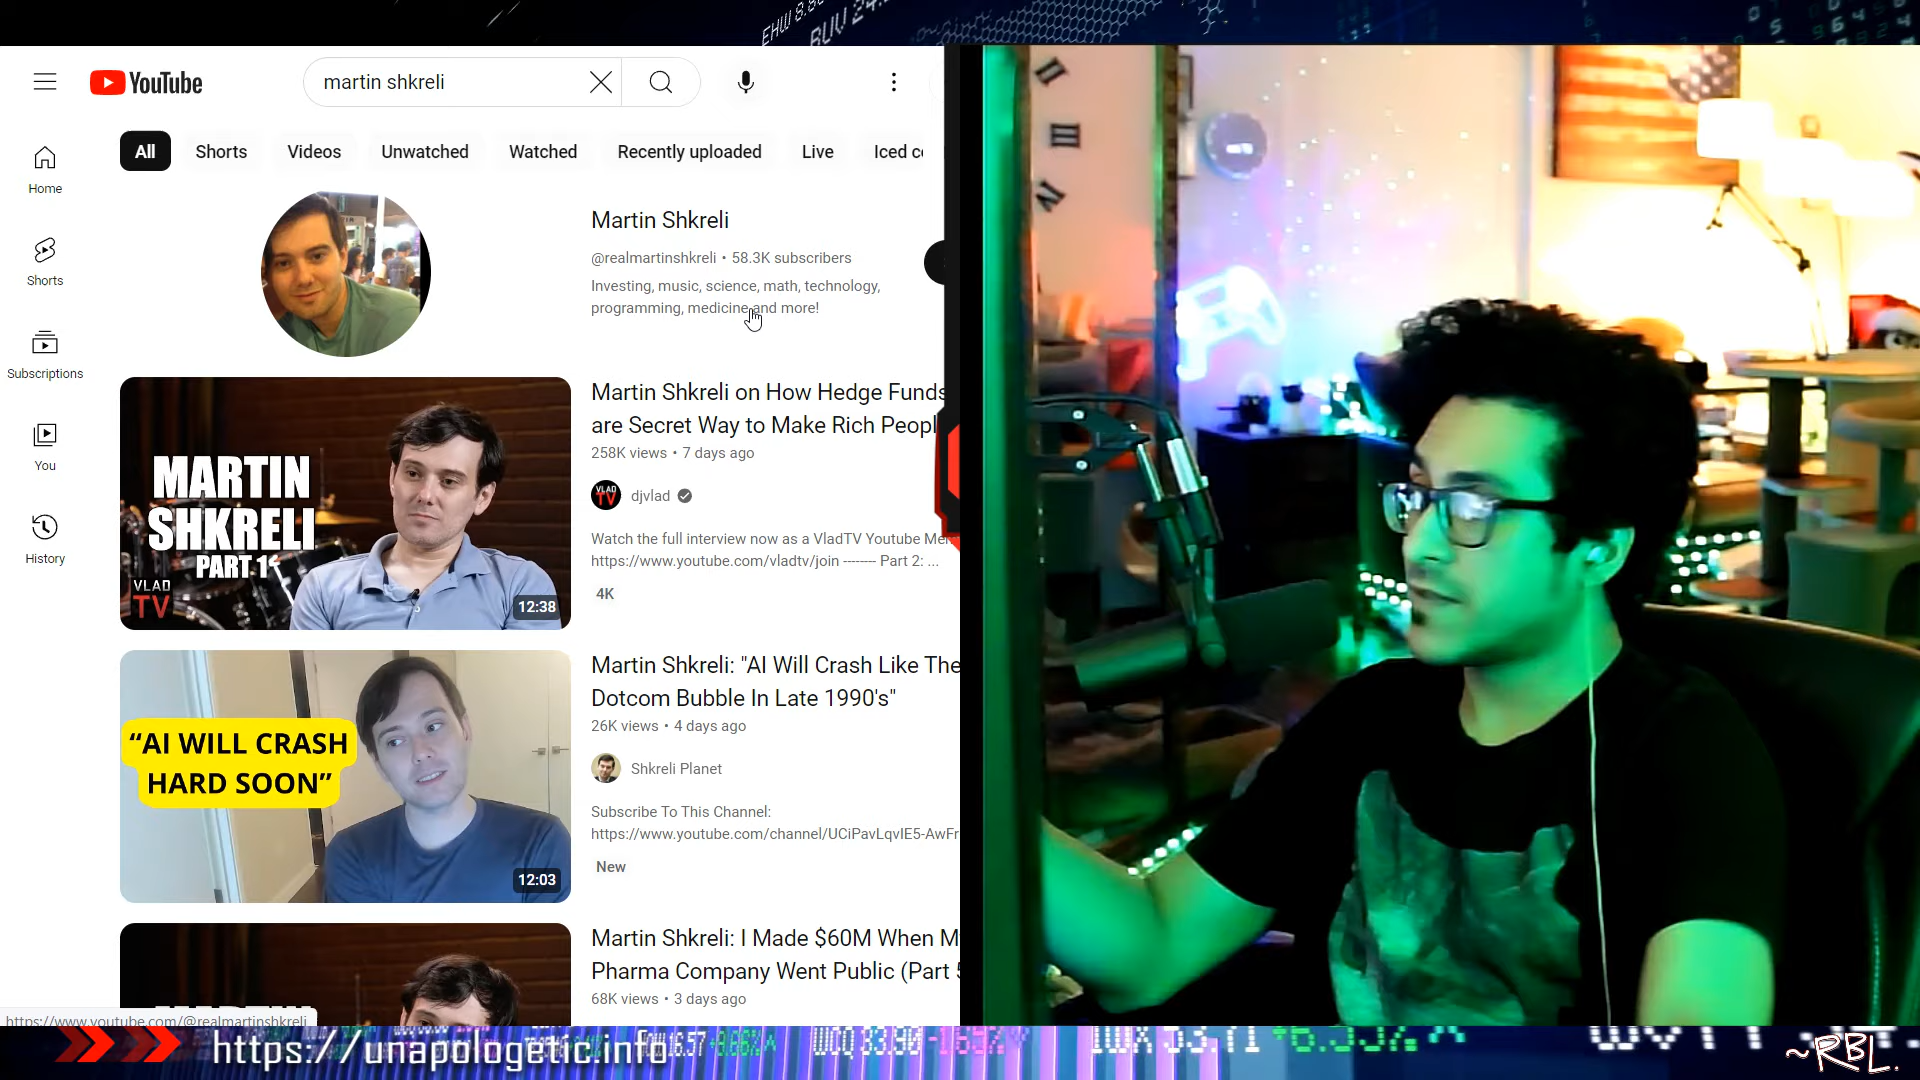 YouTube
martin shkreli
All
Shorts
Videos
Unwatched
Watched
Recently uploaded
Live
Iced c
Home
Shorts
Subscriptions
You
History
Martin Shkreli
@realmartinshkreli • 58.3K subscribers
Investing, music, science, math, technology,
programming, medicine and more!
MARTIN
SHKRELI
PART 1
VLAD
TV
12:38
Martin Shkreli on How Hedge Funds
are Secret Way to Make Rich Peopl
258K views • 7 days ago
VLAD
TV
djvlad
Watch the full interview now as a VladTV Youtube Me
https://www.youtube.com/vladtv/join -------- Part 2: ...
4K
“AI WILL CRASH
HARD SOON”
12:03
Martin Shkreli: "AI Will Crash Like The
Dotcom Bubble In Late 1990's"
26K views • 4 days ago
Shkreli Planet
Subscribe To This Channel:
https://www.youtube.com/channel/UCiPavLqvIE5-AwFr
New
Martin Shkreli: I Made $60M When M
Pharma Company Went Public (Part 5
68K views • 3 days ago
https://www.youtube.com/@realmartinshkreli
https://unapologetic.info
~RBL.